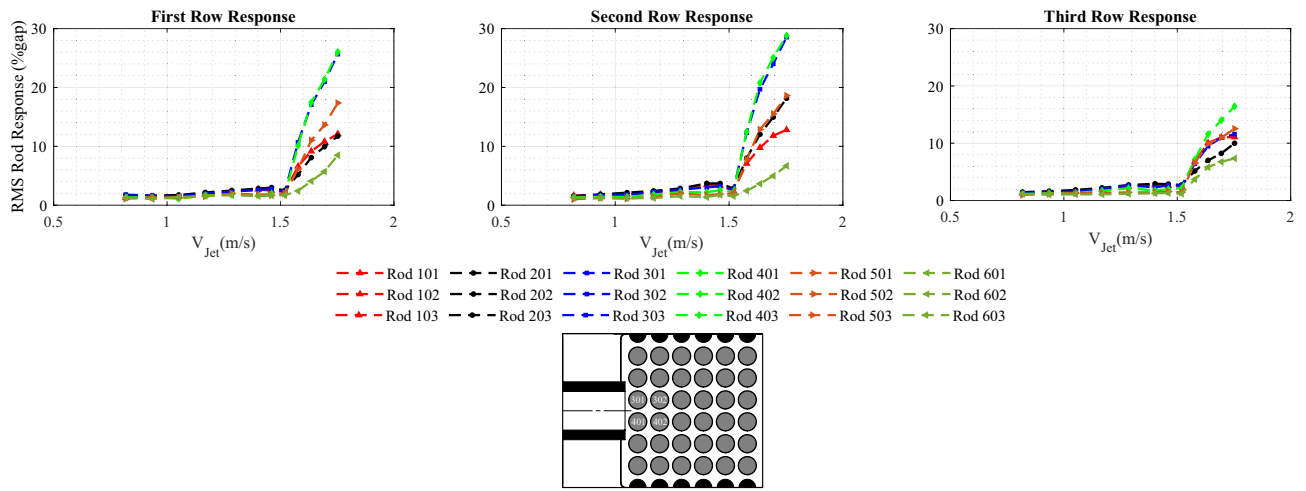 First Row Response
Second Row Response
Third Row Response
RMS Rod Response (%gap)
30
20
10
0
0.5
1
1.5
2
V_Jet(m/s)
30
20
10
0
0.5
1
1.5
2
V_Jet(m/s)
30
20
10
0
0.5
1
1.5
2
V_Jet(m/s)
Rod 101 Rod 201 Rod 301 Rod 401 Rod 501 Rod 601
Rod 102 Rod 202 Rod 302 Rod 402 Rod 502 Rod 602
Rod 103 Rod 203 Rod 303 Rod 403 Rod 503 Rod 603
301 302
401 402